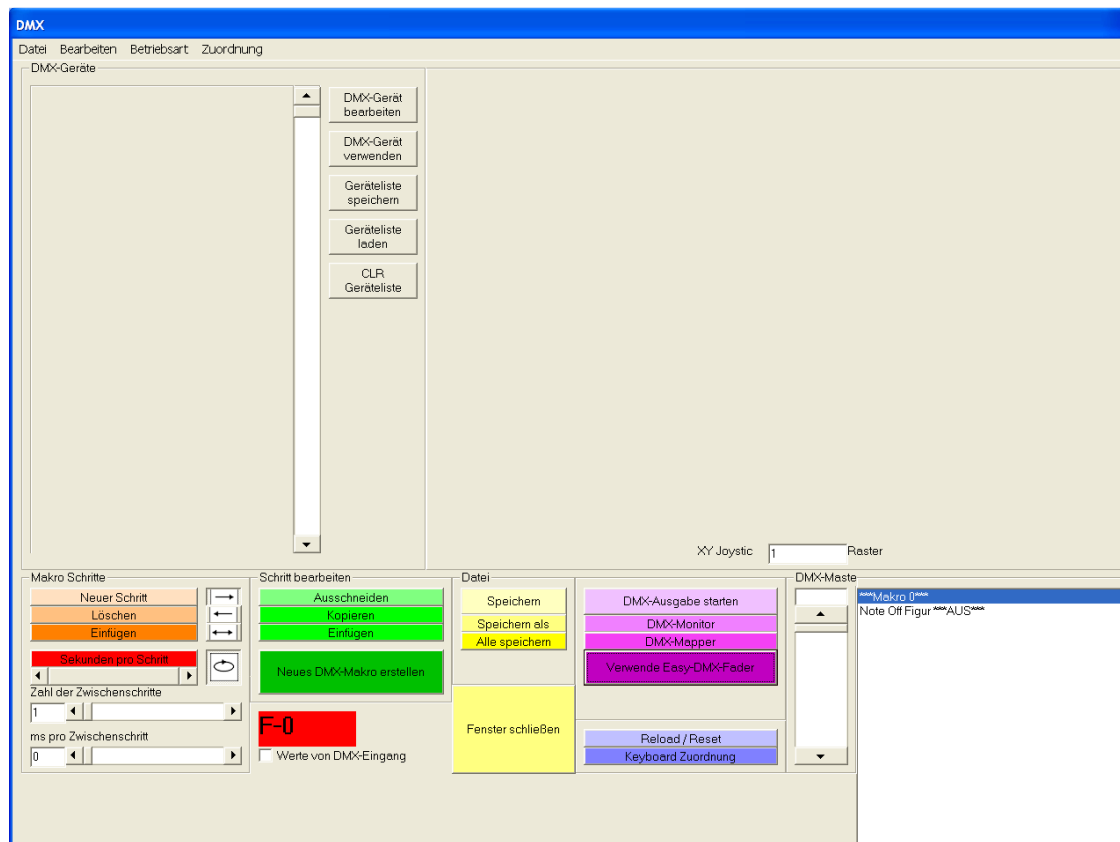 DMX
Datei Bearbeiten Betriebsart Zuordnung
DMX-Geräte
DMX-Gerät
bearbeiten
DMX-Gerät
verwenden
Geräteliste
speichern
Geräteliste
laden
CLR
Geräteliste
XY Joystic 1 Raster
Makro Schritte
Neuer Schritt
Löschen
Einfügen
Sekunden pro Schritt
Zahl der Zwischenschritte
1
ms pro Zwischenschritt
0
Schritt bearbeiten
Ausschneiden
Kopieren
Einfügen
Neues DMX-Makro erstellen
F-0
Werte von DMX-Eingang
Datei
Speichern
Speichern als
Alle speichern
Fenster schließen
DMX-Ausgabe starten
DMX-Monitor
DMX-Mapper
Verwende Easy-DMX-Fader
Reload / Reset
Keyboard Zuordnung
DMX-Maste
***Makro 0***
Note Off Figur ***AUS***